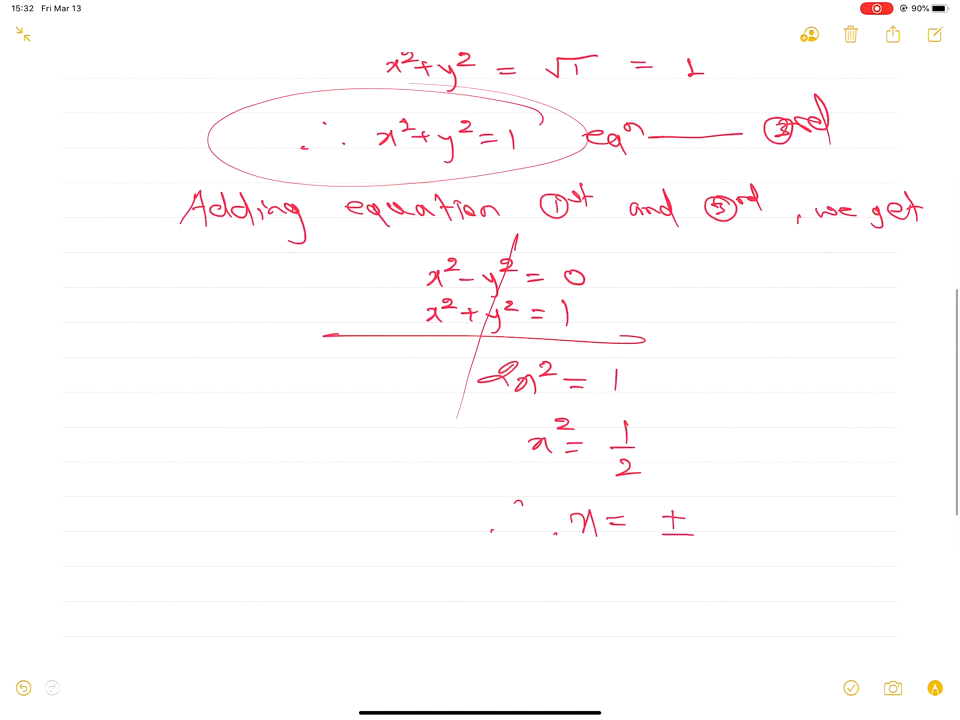 15:32 Fri Mar 13 90%
x²+y² = √1 = 1
∴ x²+y²=1 eqⁿ —— ②nd
Adding equation ①st and ③rd, we get
x² - y² = 0
x² + y² = 1
2x² = 1
x² = 1/2
∴ x = ±